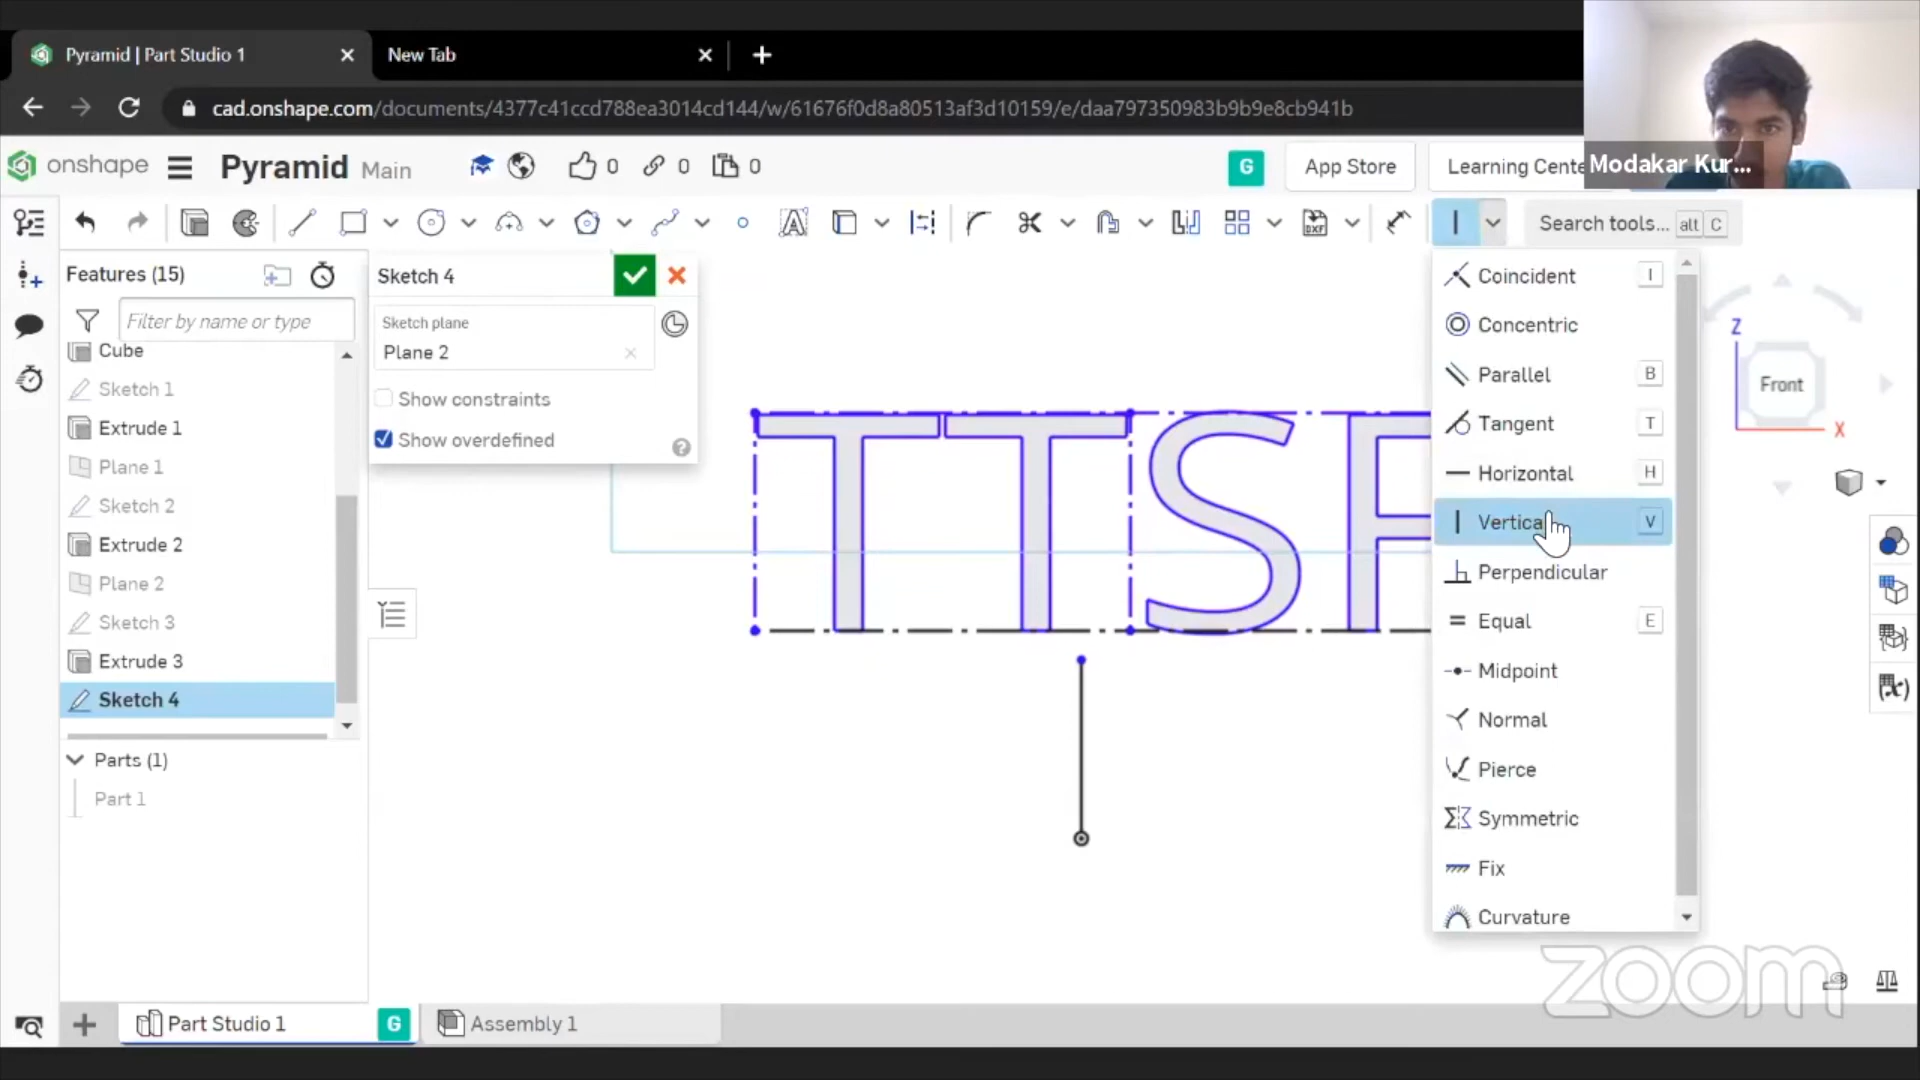 Pyramid | Part Studio 1
New Tab
cad.onshape.com/documents/4377c41ccd788ea3014cd144/w/61676f0d8a80513af3d10159/e/daa797350983b9b9e8cb941b
Modakar Kur...
onshape
Pyramid Main
0
0
0
G
App Store
Learning Cente
DXF
Search tools... alt C
Features (15)
Filter by name or type
Cube
Sketch 1
Extrude 1
Plane 1
Sketch 2
Extrude 2
Plane 2
Sketch 3
Extrude 3
Sketch 4
Parts (1)
Part 1
Sketch 4
Sketch plane
Plane 2
Show constraints
Show overdefined
TTS
Coincident I
Concentric
Parallel B
Tangent T
Horizontal H
Vertica V
Perpendicular
Equal E
Midpoint
Normal
Pierce
Symmetric
Fix
Curvature
Z
Front
X
zoom
Part Studio 1
G
Assembly 1